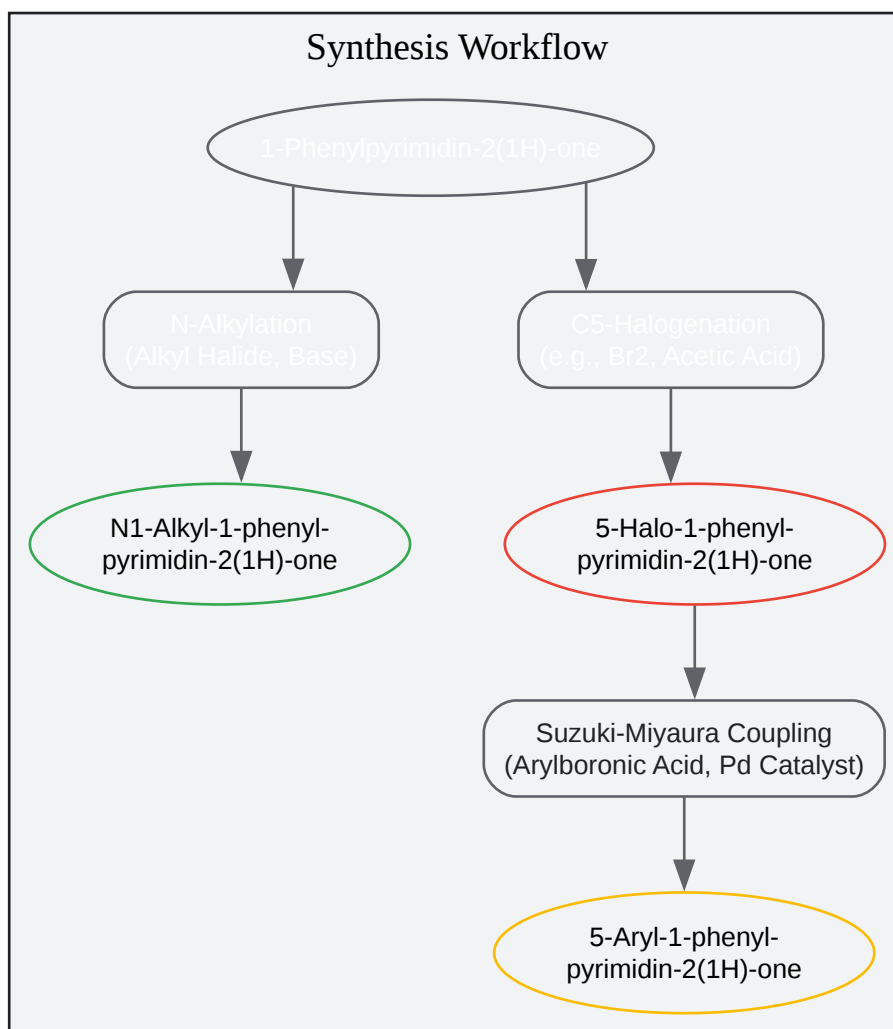 Synthesis Workflow
1-Phenylpyrimidin-2(1H)-one
N-Alkylation
(Alkyl Halide, Base)
C5-Halogenation
(e.g., Br2, Acetic Acid)
N1-Alkyl-1-phenyl-
pyrimidin-2(1H)-one
5-Halo-1-phenyl-
pyrimidin-2(1H)-one
Suzuki-Miyaura Coupling
(Arylboronic Acid, Pd Catalyst)
5-Aryl-1-phenyl-
pyrimidin-2(1H)-one